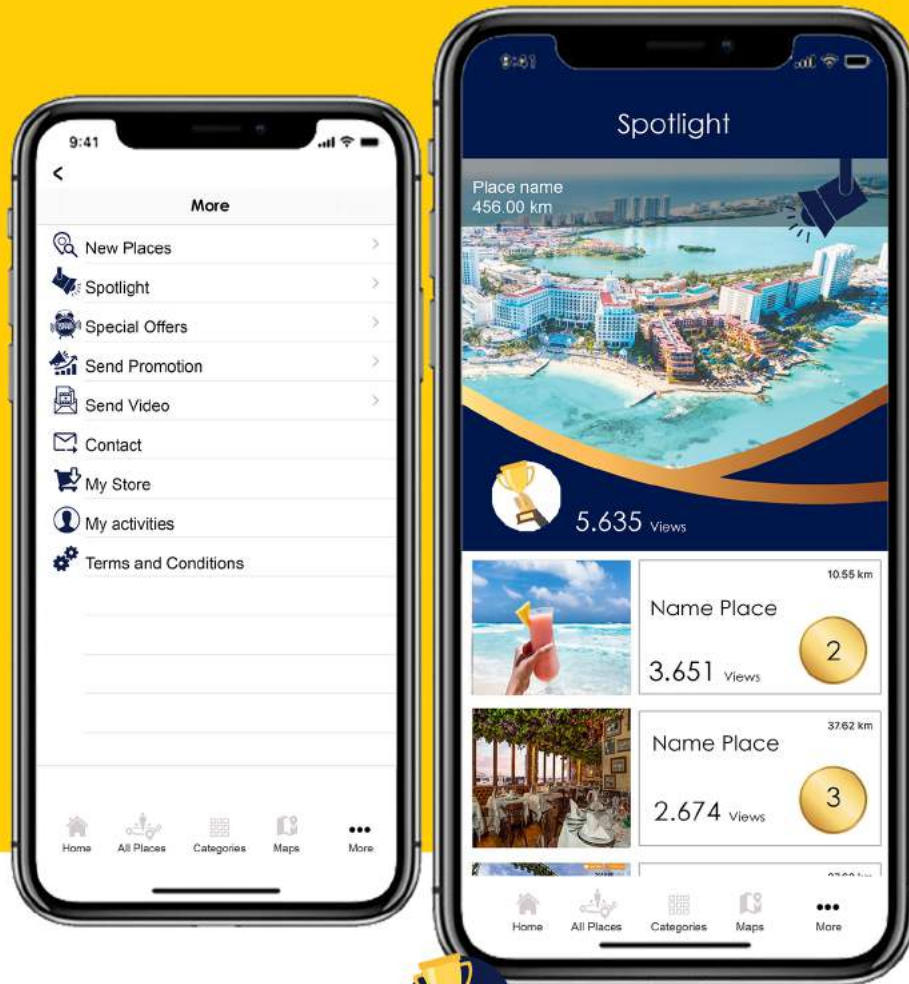 9:41
More
New Places
Spotlight
Special Offers
Send Promotion
Send Video
Contact
My Store
My activities
Terms and Conditions
Home
All Places
Categories
Maps
More
9:41
Spotlight
Place name
456.00 km
5.635 Views
10.55 km
Name Place
2
3.651 Views
37.62 km
Name Place
3
2.674 Views
Home
All Places
Categories
Maps
More